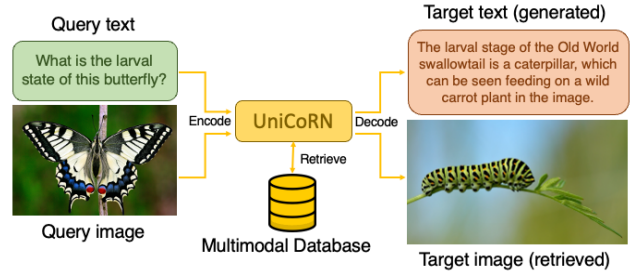 Query text
What is the larval
state of this butterfly?
Query image
Encode
UniCoRN
Decode
Retrieve
Multimodal Database
Target text (generated)
The larval stage of the Old World
swallowtail is a caterpillar, which
can be seen feeding on a wild
carrot plant in the image.
Target image (retrieved)